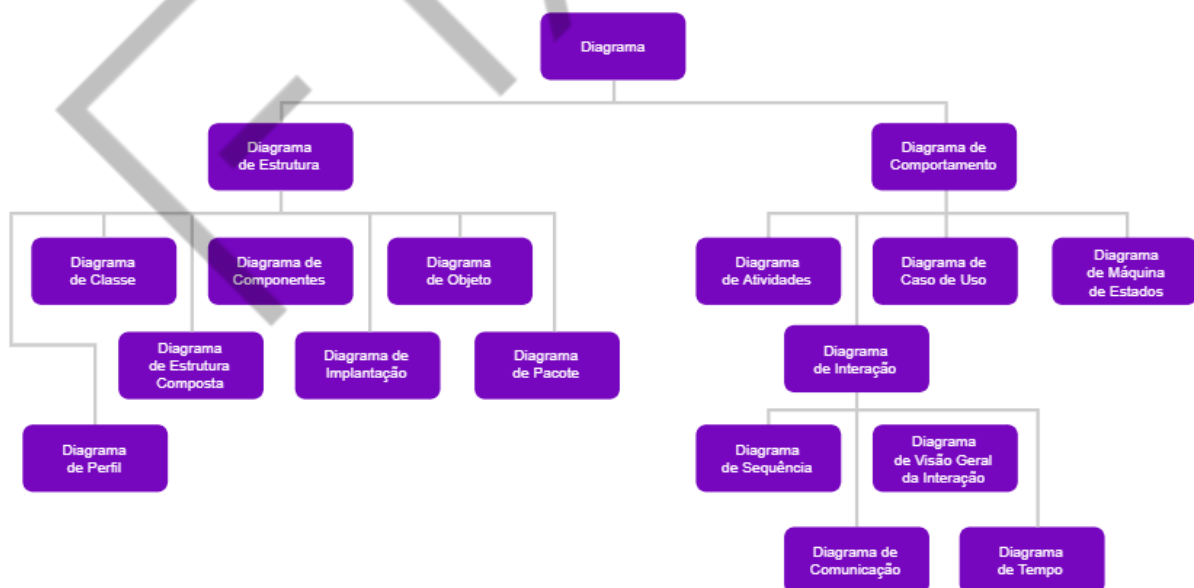 Diagrama
Diagrama
de Estrutura
Diagrama de
Comportamento
Diagrama
de Classe
Diagrama de
Componentes
Diagrama
de Objeto
Diagrama
de Atividades
Diagrama de
Caso de Uso
Diagrama
de Máquina
de Estados
Diagrama
de Estrutura
Composta
Diagrama de
Implantação
Diagrama
de Pacote
Diagrama
de Interação
Diagrama
de Perfil
Diagrama
de Sequência
Diagrama
de Visão Geral
da Interação
Diagrama de
Comunicação
Diagrama
de Tempo